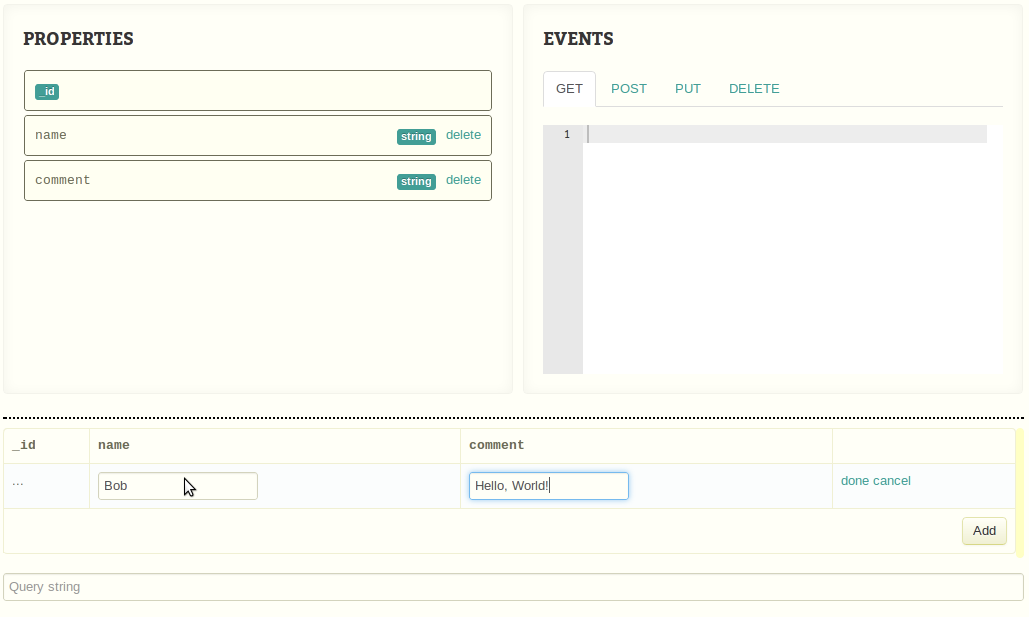 PROPERTIES
_id
name string delete
comment string delete
EVENTS
GET POST PUT DELETE
1
_id name comment
... Bob Hello, World! done cancel
Add
Query string